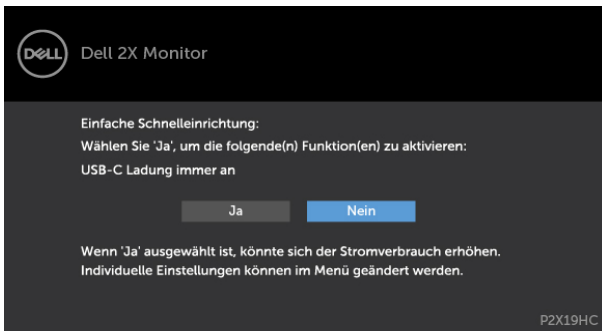 DELL Dell 2X Monitor
Einfache Schnelleinrichtung:
Wählen Sie 'Ja', um die folgende(n) Funktion(en) zu aktivieren:
USB-C Ladung immer an
Ja Nein
Wenn 'Ja' ausgewählt ist, könnte sich der Stromverbrauch erhöhen.
Individuelle Einstellungen können im Menü geändert werden.
P2X19HC